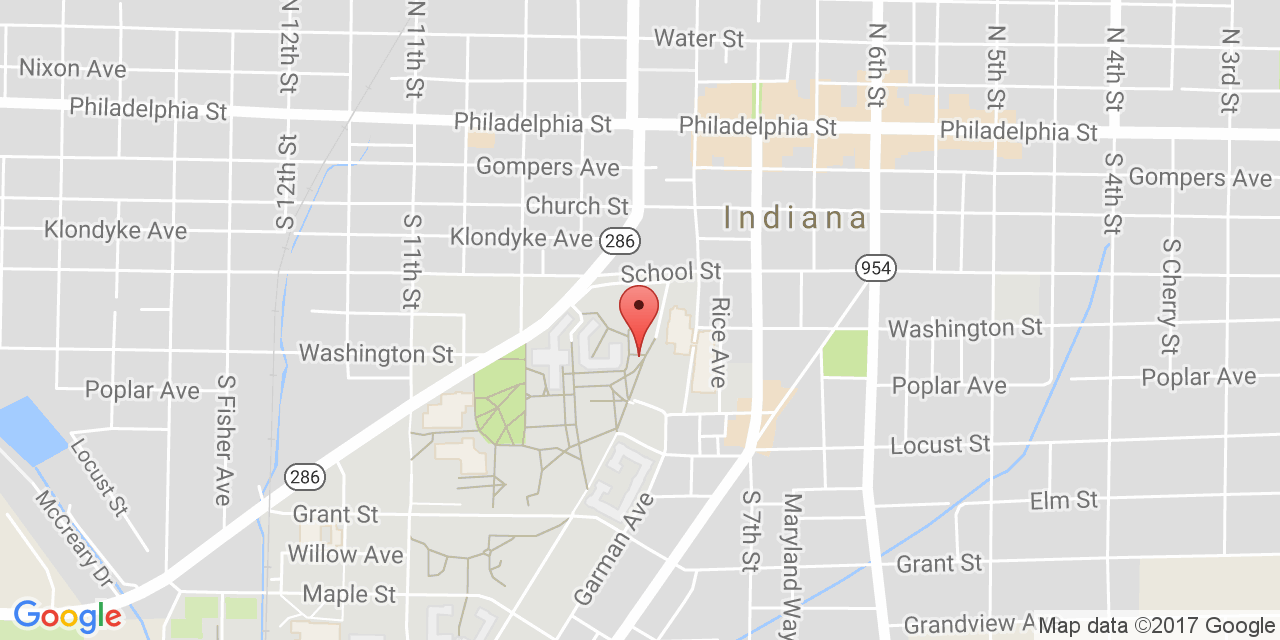 N 12th St
N 11th St
Water St
N 6th St
N 5th St
N 4th St
N 3rd St
Nixon Ave
Philadelphia St
Philadelphia St
Philadelphia St
Philadelphia St
S 12th St
Gompers Ave
Gompers Ave
S 4th St
Church St
Indiana
Klondyke Ave
Klondyke Ave
286
S 11th St
School St
954
S Cherry St
Rice Ave
Washington St
Washington St
Poplar Ave
Poplar Ave
Poplar Ave
S Fisher Ave
Locust St
Locust St
286
McCreary Dr
Elm St
Grant St
Garman Ave
S 7th St
Maryland Way
Willow Ave
Grant St
Maple St
Google
Grandview Ave
Map data ©2017 Google